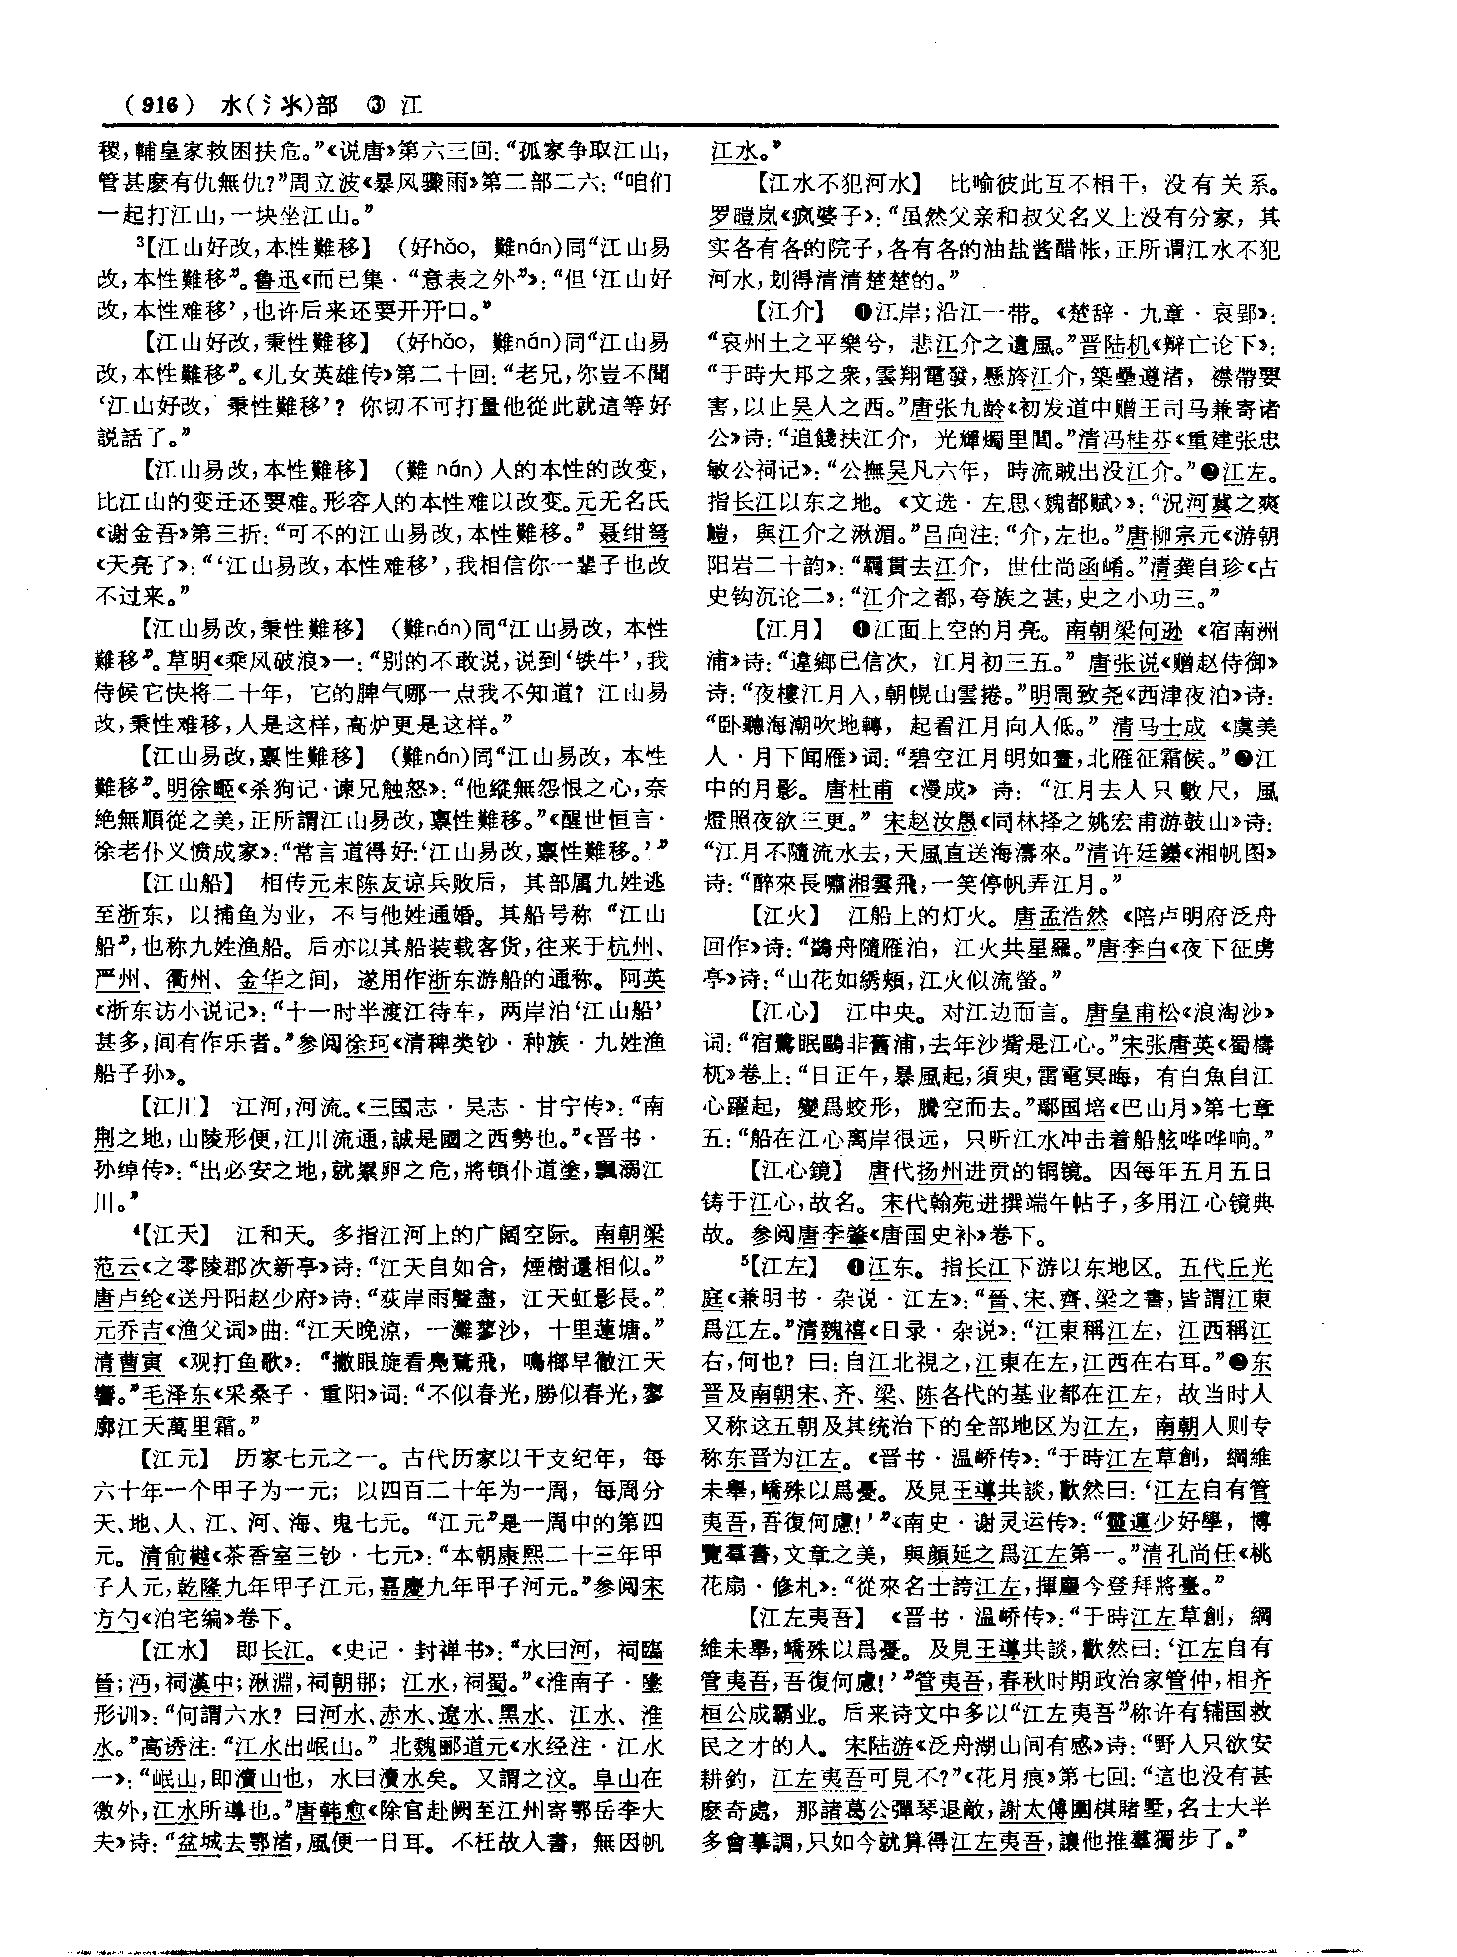 (916) 水(氵氺)部 ③ 江
稷，輔皇家救困扶危。”《说唐》第六三回：“孤家争取江山，
管甚麽有仇無仇？”周立波《暴风骤雨》第二部二六：“咱们
一起打江山，一块坐江山。”
³【江山好改，本性難移】 （好hǎo，難nán）同“江山易
改，本性難移”。鲁迅《而已集·“意表之外”》：“但‘江山好
改，本性难移’，也许后来还要开开口。”
【江山好改，秉性難移】 （好hǎo，難nán）同“江山易
改，本性難移”。《儿女英雄传》第二十回：“老兄，你豈不聞
‘江山好改，秉性難移’？你切不可打量他從此就這等好
説話了。”
【江山易改，本性難移】 （難 nán）人的本性的改变，
比江山的变迁还要难。形容人的本性难以改变。元无名氏
《谢金吾》第三折：“可不的江山易改，本性難移。”聂绀弩
《天亮了》：“‘江山易改，本性难移’，我相信你一辈子也改
不过来。”
【江山易改，秉性難移】 （難nán）同“江山易改，本性
難移”。草明《乘风破浪》一：“别的不敢说，说到‘铁牛’，我
侍候它快将二十年，它的脾气哪一点我不知道？江山易
改，秉性难移，人是这样，高炉更是这样。”
【江山易改，禀性難移】 （難nán）同“江山易改，本性
難移”。明徐𤱻《杀狗记·谏兄触怒》：“他縱無怨恨之心，奈
絶無順從之美，正所謂江山易改，禀性難移。”《醒世恒言·
徐老仆义愤成家》：“常言道得好：‘江山易改，禀性難移。’”
【江山船】 相传元末陈友谅兵败后，其部属九姓逃
至浙东，以捕鱼为业，不与他姓通婚。其船号称“江山
船”，也称九姓渔船。后亦以其船装载客货，往来于杭州、
严州、衢州、金华之间，遂用作浙东游船的通称。阿英
《浙东访小说记》：“十一时半渡江待车，两岸泊‘江山船’
甚多，间有作乐者。”参阅徐珂《清稗类钞·种族·九姓渔
船子孙》。
【江川】 江河，河流。《三国志·吴志·甘宁传》：“南
荆之地，山陵形便，江川流通，誠是國之西勢也。”《晋书·
孙绰传》：“出必安之地，就累卵之危，將頓仆道塗，飄溺江
川。”
⁴【江天】 江和天。多指江河上的广阔空际。南朝梁
范云《之零陵郡次新亭》诗：“江天自如合，煙樹還相似。”
唐卢纶《送丹阳赵少府》诗：“荻岸雨聲盡，江天虹影長。”
元乔吉《渔父词》曲：“江天晚凉，一灘蓼沙，十里蓮塘。”
清曹寅《观打鱼歌》：“撇眼旋看鳧鷖飛，鳴榔早徹江天
響。”毛泽东《采桑子·重阳》词：“不似春光，勝似春光，寥
廓江天萬里霜。”
【江元】 历家七元之一。古代历家以干支纪年，每
六十年一个甲子为一元；以四百二十年为一周，每周分
天、地、人、江、河、海、鬼七元。“江元”是一周中的第四
元。清俞樾《茶香室三钞·七元》：“本朝康熙二十三年甲
子人元，乾隆九年甲子江元，嘉慶九年甲子河元。”参阅宋
方勺《泊宅编》卷下。
【江水】 即长江。《史记·封禅书》：“水曰河，祠臨
晉；沔，祠漢中；湫淵，祠朝𨙸；江水，祠蜀。”《淮南子·墬
形训》：“何謂六水？曰河水、赤水、遼水、黑水、江水、淮
水。”高诱注：“江水出岷山。”北魏郦道元《水经注·江水
一》：“岷山，即瀆山也，水曰瀆水矣。又謂之汶。阜山在
徼外，江水所導也。”唐韩愈《除官赴阙至江州寄鄂岳李大
夫》诗：“盆城去鄂渚，風便一日耳。不枉故人書，無因帆
江水。”
【江水不犯河水】 比喻彼此互不相干，没有关系。
罗𬀩岚《疯婆子》：“虽然父亲和叔父名义上没有分家，其
实各有各的院子，各有各的油盐酱醋帐，正所谓江水不犯
河水，划得清清楚楚的。”
【江介】 ❶江岸；沿江一带。《楚辞·九章·哀郢》：
“哀州土之平樂兮，悲江介之遺風。”晋陆机《辩亡论下》：
“于時大邦之衆，雲翔電發，懸旍江介，築壘遵渚，襟帶要
害，以止吴人之西。”唐张九龄《初发道中赠王司马兼寄诸
公》诗：“追餞扶江介，光輝燭里閭。”清冯桂芬《重建张忠
敏公祠记》：“公撫吴凡六年，時流賊出没江介。”❷江左。
指长江以东之地。《文选·左思〈魏都赋〉》：“況河冀之爽
塏，與江介之湫湄。”吕向注：“介，左也。”唐柳宗元《游朝
阳岩二十韵》：“羈貫去江介，世仕尚函崤。”清龚自珍《古
史钩沉论二》：“江介之都，夸族之甚，史之小功三。”
【江月】 ❶江面上空的月亮。南朝梁何逊《宿南洲
浦》诗：“違鄉已信次，江月初三五。”唐张说《赠赵侍御》
诗：“夜樓江月入，朝幌山雲捲。”明周致尧《西津夜泊》诗：
“卧聽海潮吹地轉，起看江月向人低。”清马士成《虞美
人·月下闻雁》词：“碧空江月明如晝，北雁征霜候。”❷江
中的月影。唐杜甫《漫成》诗：“江月去人只數尺，風
燈照夜欲三更。”宋赵汝愚《同林择之姚宏甫游鼓山》诗：
“江月不隨流水去，天風直送海濤來。”清许廷鑅《湘帆图》
诗：“醉來長嘯湘雲飛，一笑停帆弄江月。”
【江火】 江船上的灯火。唐孟浩然《陪卢明府泛舟
回作》诗：“鷁舟隨雁泊，江火共星羅。”唐李白《夜下征虏
亭》诗：“山花如綉頰，江火似流螢。”
【江心】 江中央。对江边而言。唐皇甫松《浪淘沙》
词：“宿鷺眠鷗非舊浦，去年沙觜是江心。”宋张唐英《蜀檮
杌》卷上：“日正午，暴風起，須臾，雷電冥晦，有白魚自江
心躍起，變爲蛟形，騰空而去。”鄢国培《巴山月》第七章
五：“船在江心离岸很远，只听江水冲击着船舷哗哗响。”
【江心鏡】 唐代扬州进贡的铜镜。因每年五月五日
铸于江心，故名。宋代翰苑进撰端午帖子，多用江心镜典
故。参阅唐李肇《唐国史补》卷下。
⁵【江左】 ❶江东。指长江下游以东地区。五代丘光
庭《兼明书·杂说·江左》：“晉、宋、齊、梁之書，皆謂江東
爲江左。”清魏禧《日录·杂说》：“江東稱江左，江西稱江
右，何也？曰：自江北視之，江東在左，江西在右耳。”❷东
晋及南朝宋、齐、梁、陈各代的基业都在江左，故当时人
又称这五朝及其统治下的全部地区为江左，南朝人则专
称东晋为江左。《晋书·温峤传》：“于時江左草創，綱維
未舉，嶠殊以爲憂。及見王導共談，歡然曰：‘江左自有管
夷吾，吾復何慮！’”《南史·谢灵运传》：“靈運少好學，博
覽羣書，文章之美，與顔延之爲江左第一。”清孔尚任《桃
花扇·修札》：“從來名士誇江左，揮麈今登拜將臺。”
【江左夷吾】 《晋书·温峤传》：“于時江左草創，綱
維未舉，嶠殊以爲憂。及見王導共談，歡然曰：‘江左自有
管夷吾，吾復何慮！’”管夷吾，春秋时期政治家管仲，相齐
桓公成霸业。后来诗文中多以“江左夷吾”称许有辅国救
民之才的人。宋陆游《泛舟湖山间有感》诗：“野人只欲安
耕釣，江左夷吾可見不？”《花月痕》第七回：“這也没有甚
麽奇處，那諸葛公彈琴退敵，謝太傅圍棋賭墅，名士大半
多會摹調，只如今就算得江左夷吾，讓他推羣獨步了。”